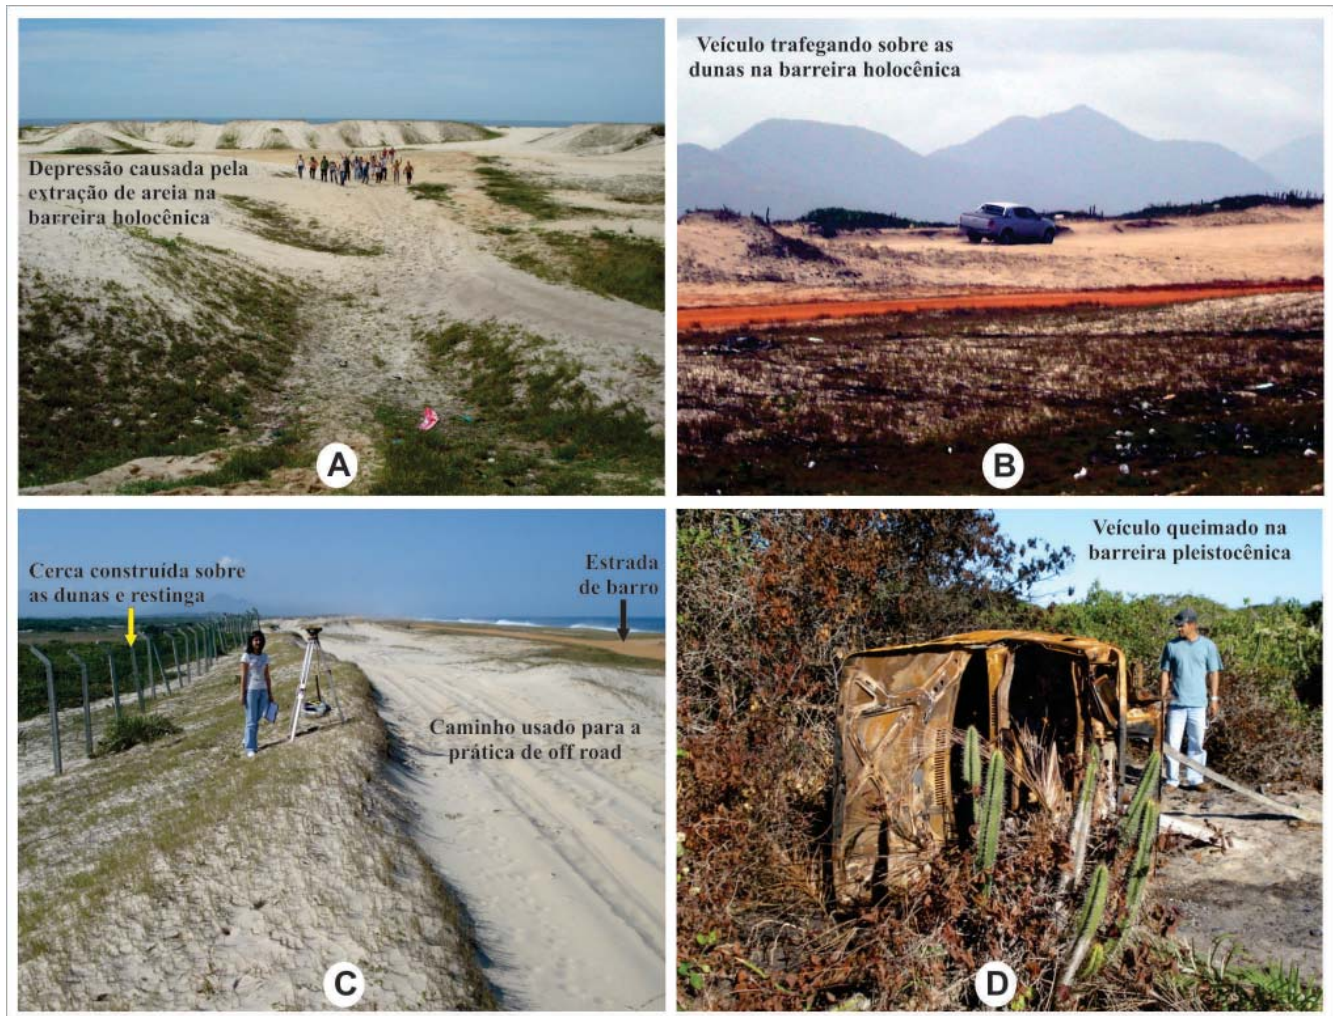 Depressão causada pela
extração de areia na
barreira holocênica
A
Veículo trafegando sobre as
dunas na barreira holocênica
B
Cerca construída sobre
as dunas e restinga
Estrada
de barro
Caminho usado para a
prática de off road
C
Veículo queimado na
barreira pleistocênica
D